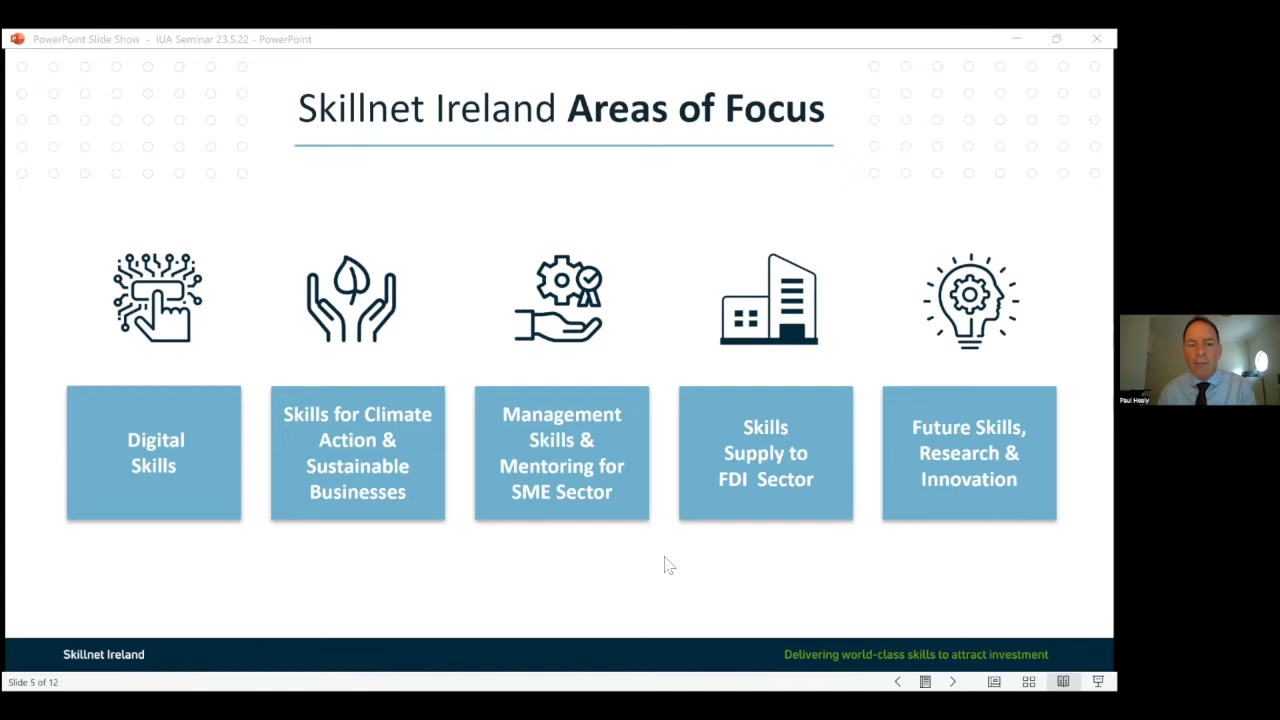 PowerPoint Slide Show - IUA Seminar 23.5.22 - PowerPoint
Skillnet Ireland Areas of Focus
Digital
Skills
Skills for Climate
Action &
Sustainable
Businesses
Management
Skills &
Mentoring for
SME Sector
Skills
Supply to
FDI Sector
Future Skills,
Research &
Innovation
Paul Healy
Skillnet Ireland
Delivering world-class skills to attract investment
Slide 5 of 12